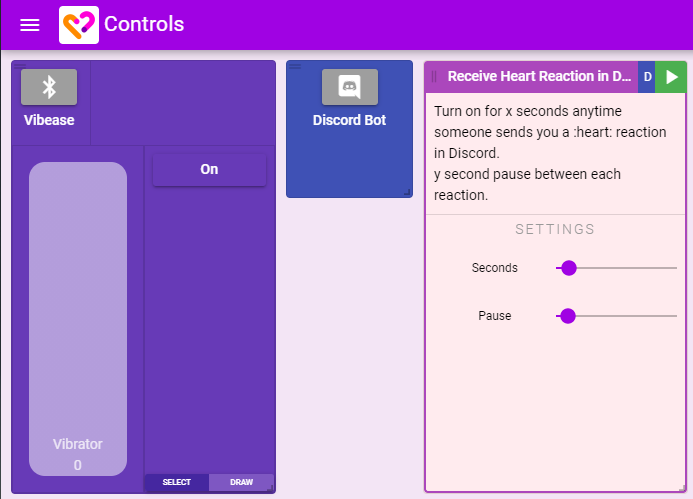 Controls
Vibease
On
Vibrator
0
SELECT
DRAW
Discord Bot
Receive Heart Reaction in D...
D
Turn on for x seconds anytime
someone sends you a :heart: reaction
in Discord.
y second pause between each
reaction.
SETTINGS
Seconds
Pause